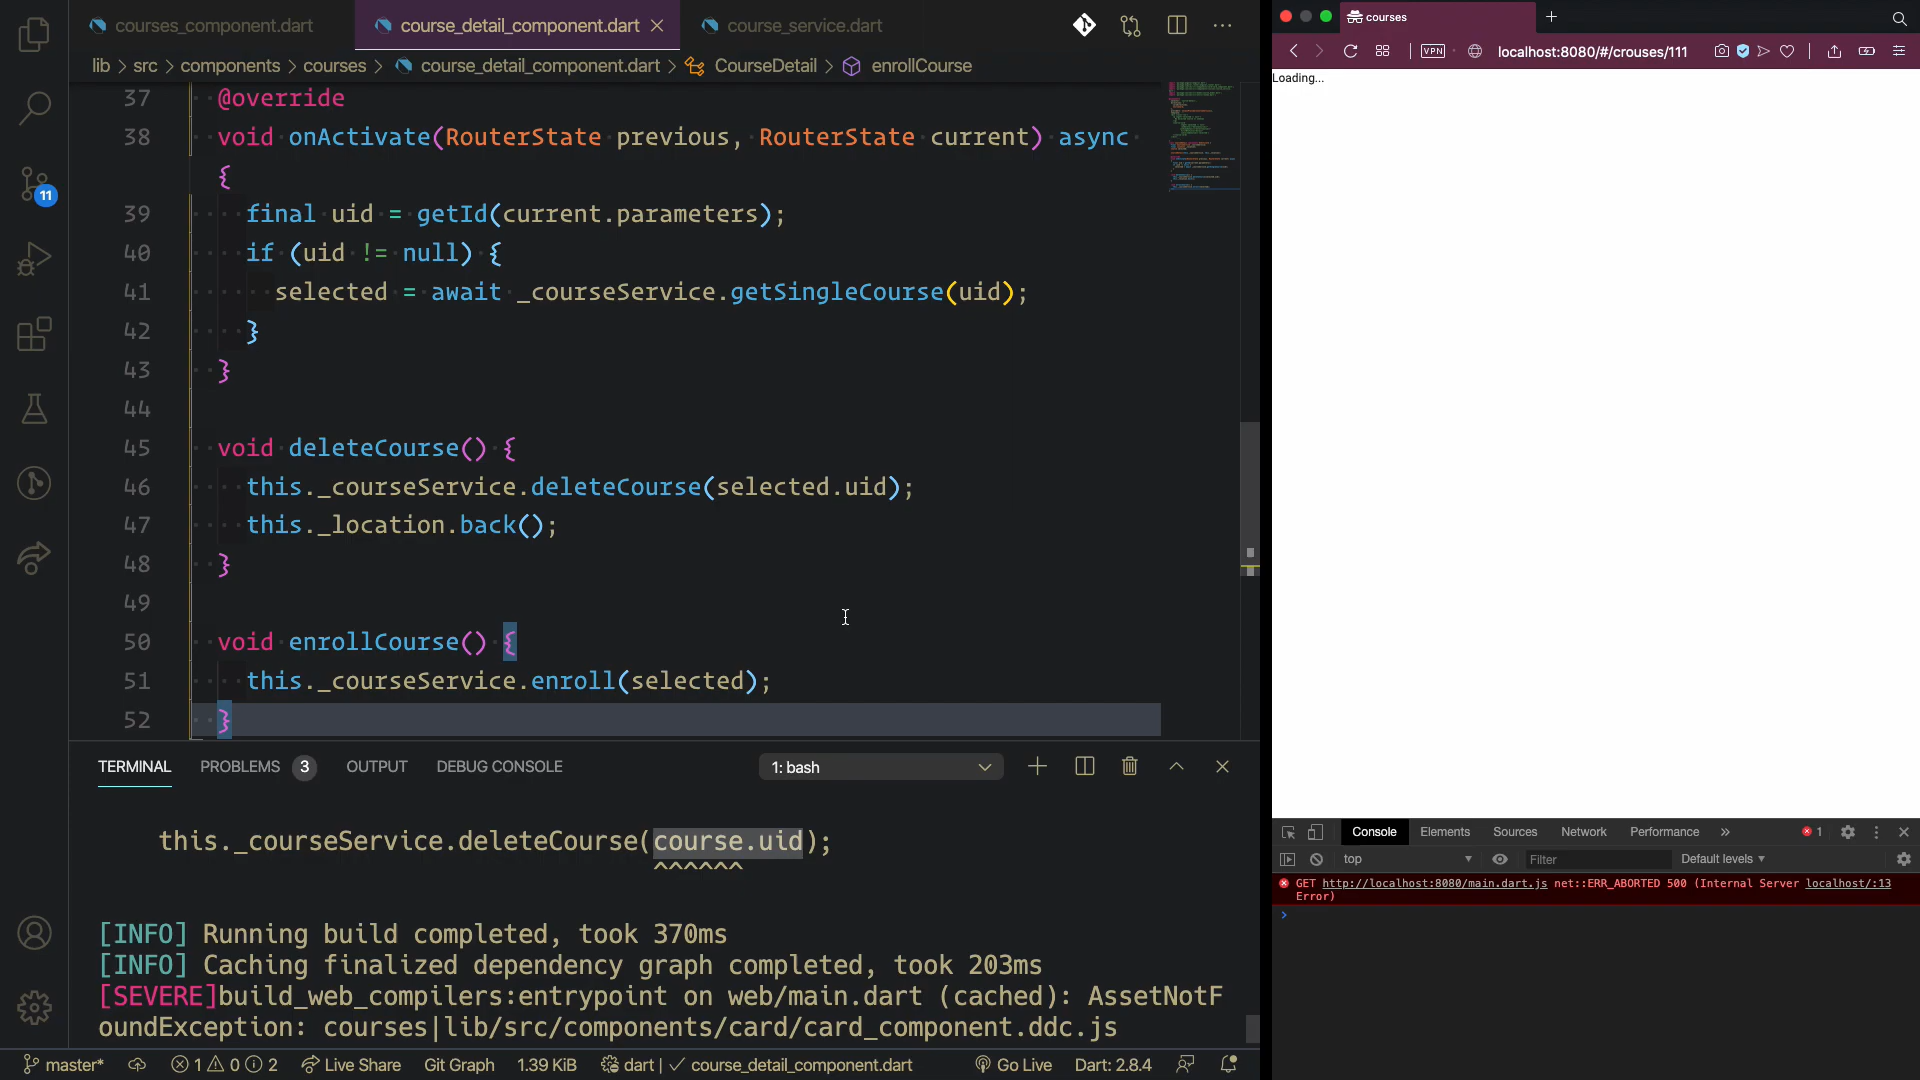 courses_component.dart
course_detail_component.dart
course_service.dart
lib > src > components > courses > course_detail_component.dart > CourseDetail > enrollCourse
37 @override
38 void onActivate(RouterState previous, RouterState current) async
{
39 final uid = getId(current.parameters);
40 if (uid != null) {
41 selected = await _courseService.getSingleCourse(uid);
42 }
43 }
44
45 void deleteCourse() {
46 this._courseService.deleteCourse(selected.uid);
47 this._location.back();
48 }
49
50 void enrollCourse() {
51 this._courseService.enroll(selected);
52 }
11
TERMINAL PROBLEMS 3 OUTPUT DEBUG CONSOLE 1: bash
this._courseService.deleteCourse(course.uid);
^^^^^^
[INFO] Running build completed, took 370ms
[INFO] Caching finalized dependency graph completed, took 203ms
[SEVERE]build_web_compilers:entrypoint on web/main.dart (cached): AssetNotF
oundException: courses|lib/src/components/card/card_component.ddc.js
master* 1 0 2 Live Share Git Graph 1.39 KiB dart | course_detail_component.dart Go Live Dart: 2.8.4
courses
VPN localhost:8080/#/crouses/111
Loading...
Console Elements Sources Network Performance » 1
top Filter Default levels
GET http://localhost:8080/main.dart.js net::ERR_ABORTED 500 (Internal Server localhost/:13
Error)
>